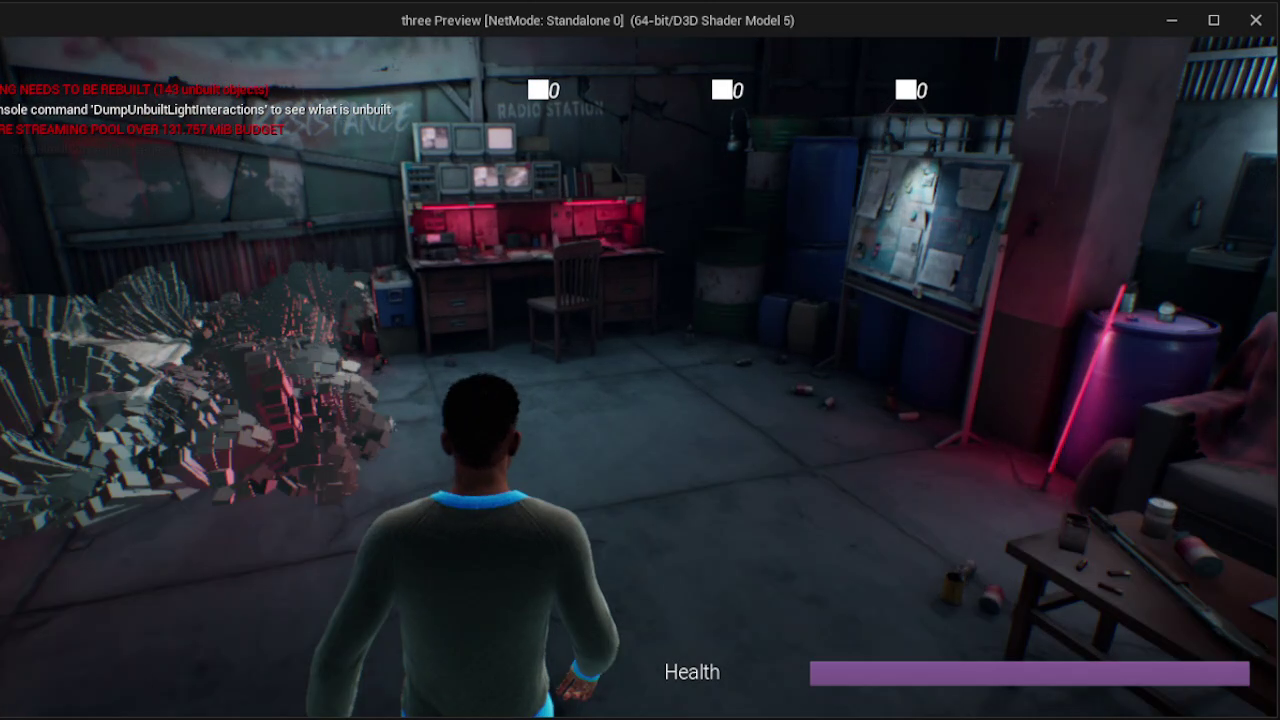 three Preview [NetMode: Standalone 0] (64-bit/D3D Shader Model 5)
NG NEEDS TO BE REBUILT (143 unbuilt objects)
nsole command 'DumpUnbuiltLightInteractions' to see what is unbuilt
RE STREAMING POOL OVER 131.757 MiB BUDGET
0
0
0
RADIO STATION
Z8
Health